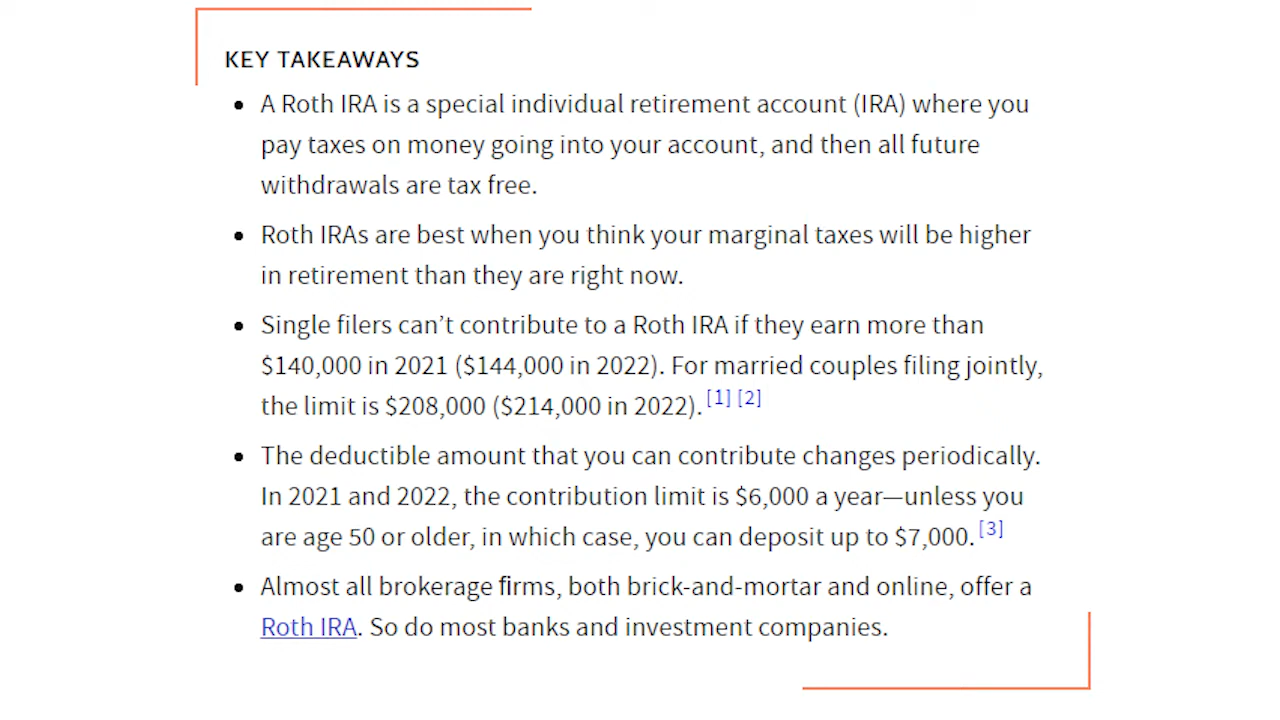 KEY TAKEAWAYS
• A Roth IRA is a special individual retirement account (IRA) where you
pay taxes on money going into your account, and then all future
withdrawals are tax free.
• Roth IRAs are best when you think your marginal taxes will be higher
in retirement than they are right now.
• Single filers can’t contribute to a Roth IRA if they earn more than
$140,000 in 2021 ($144,000 in 2022). For married couples filing jointly,
the limit is $208,000 ($214,000 in 2022). [1] [2]
• The deductible amount that you can contribute changes periodically.
In 2021 and 2022, the contribution limit is $6,000 a year—unless you
are age 50 or older, in which case, you can deposit up to $7,000. [3]
• Almost all brokerage firms, both brick-and-mortar and online, offer a
Roth IRA. So do most banks and investment companies.